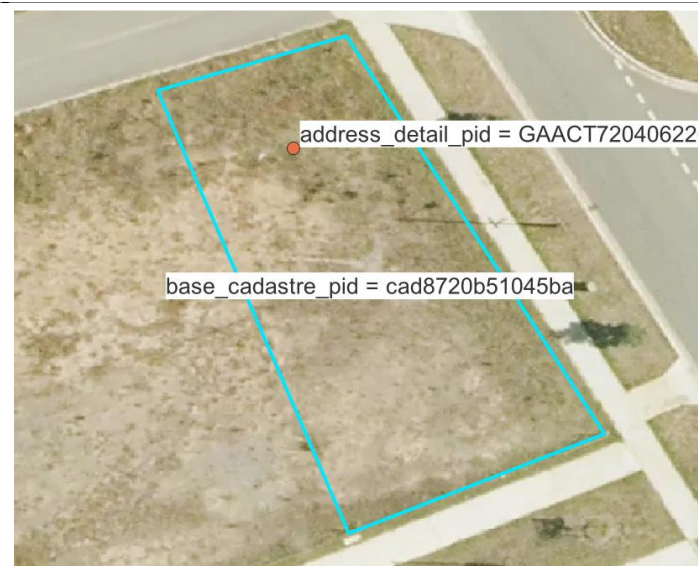 address_detail_pid = GAACT72040622
base_cadastre_pid = cad8720b51045ba